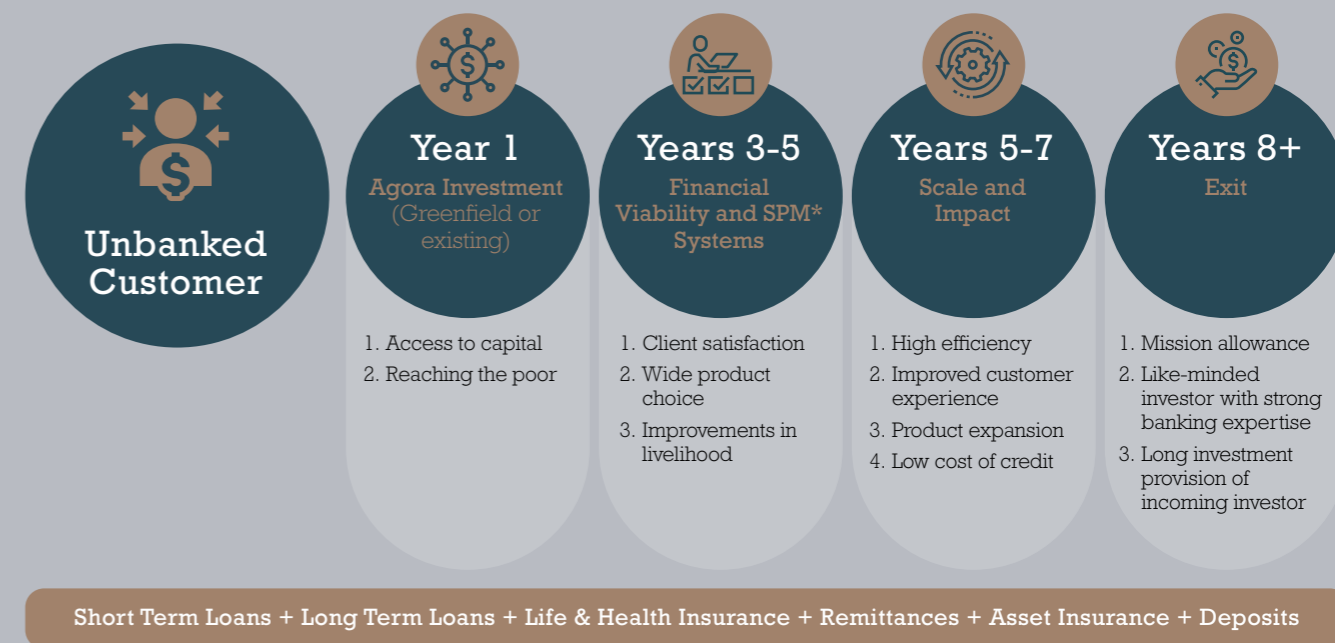 Unbanked
Customer
Year 1
Agora Investment
(Greenfield or
existing)
1. Access to capital
2. Reaching the poor
Years 3-5
Financial
Viability and SPM*
Systems
1. Client satisfaction
2. Wide product
choice
3. Improvements in
livelihood
Years 5-7
Scale and
Impact
1. High efficiency
2. Improved customer
experience
3. Product expansion
4. Low cost of credit
Years 8+
Exit
1. Mission allowance
2. Like-minded
investor with strong
banking expertise
3. Long investment
provision of
incoming investor
Short Term Loans + Long Term Loans + Life & Health Insurance + Remittances + Asset Insurance + Deposits